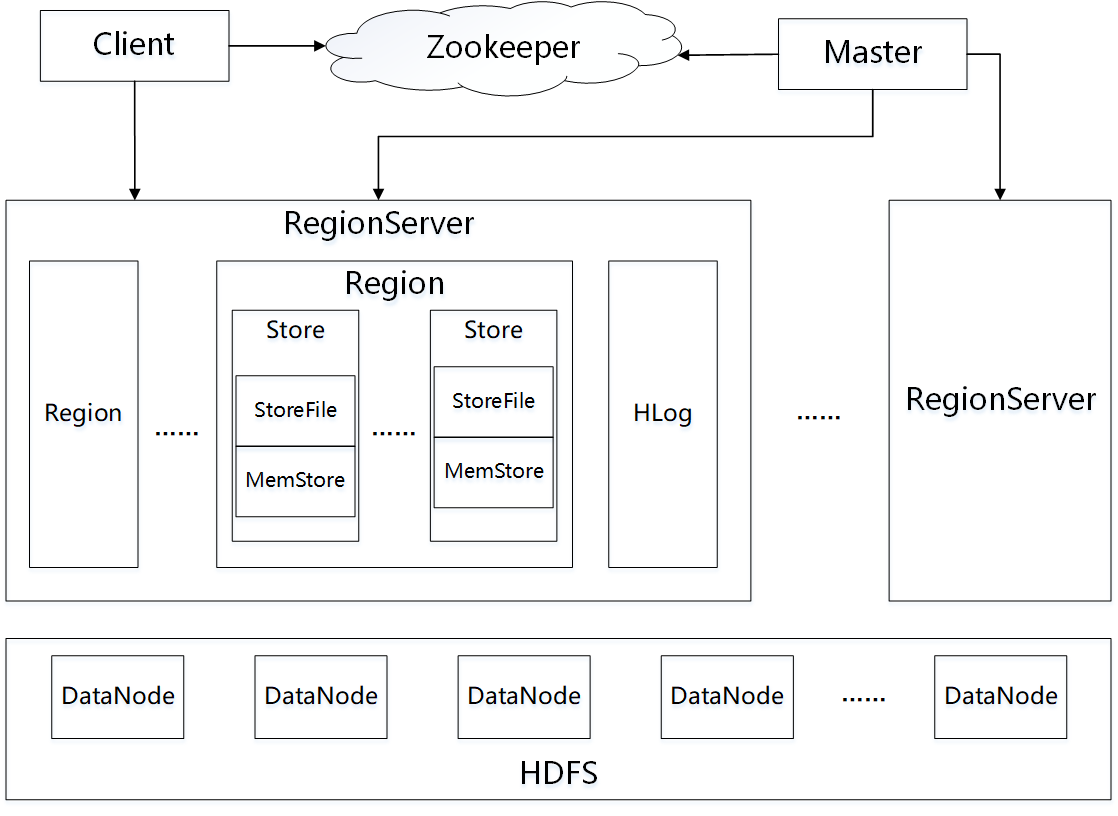 Client
Zookeeper
Master
RegionServer
Region
Region
Store
StoreFile
MemStore
Store
StoreFile
MemStore
HLog
......
......
......
RegionServer
DataNode
DataNode
DataNode
DataNode
......
DataNode
HDFS